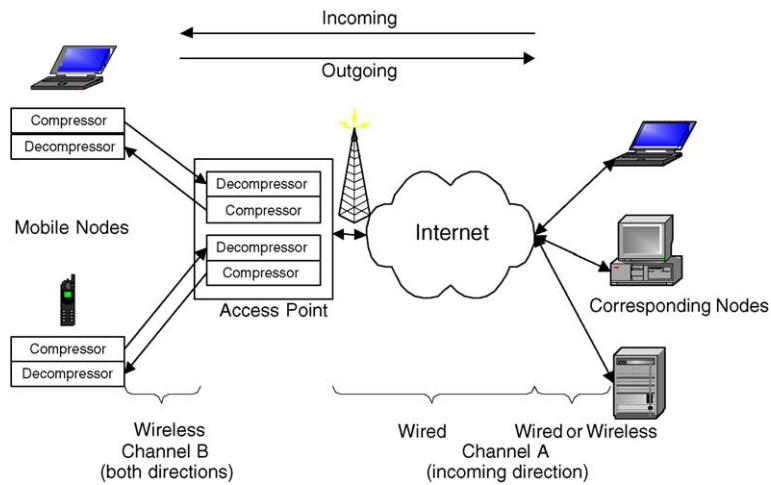 Incoming
Outgoing
Compressor
Decompressor
Mobile Nodes
Compressor
Decompressor
Decompressor
Compressor
Decompressor
Compressor
Access Point
Internet
Corresponding Nodes
Wireless
Channel B
(both directions)
Wired
Wired or Wireless
Channel A
(incoming direction)